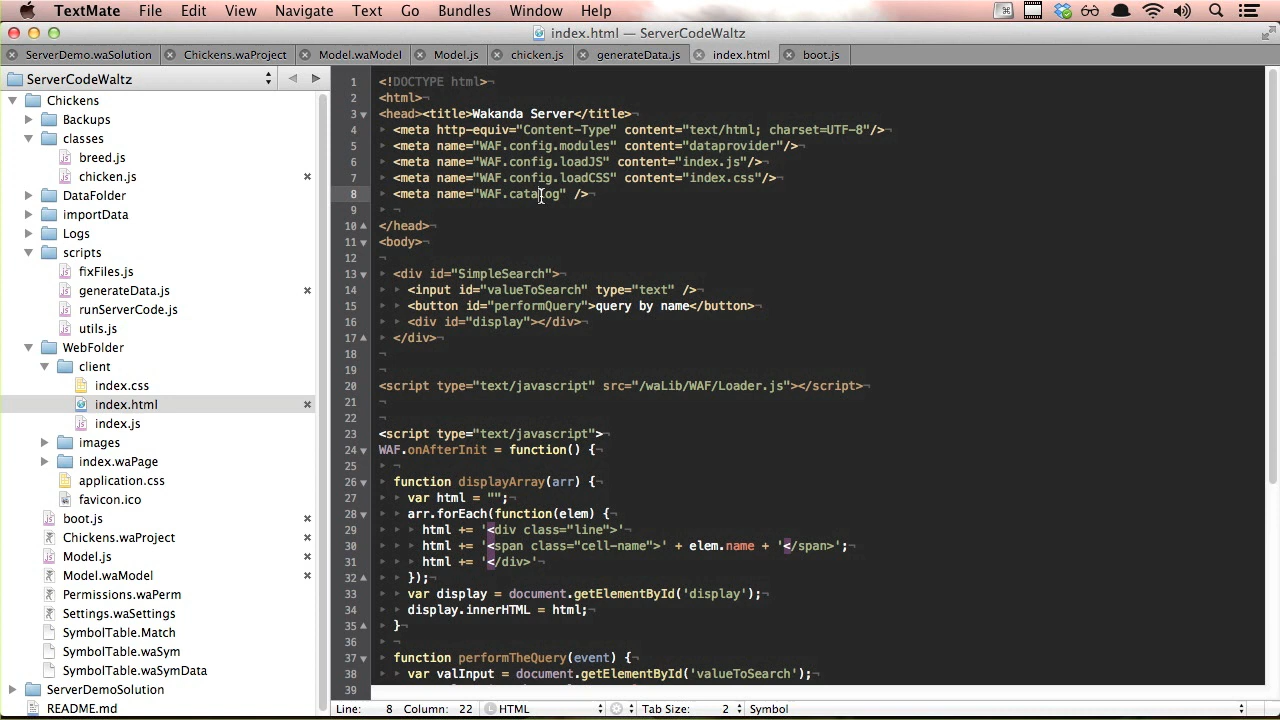 TextMate File Edit View Navigate Text Go Bundles Window Help
index.html — ServerCodeWaltz
ServerDemo.waSolution Chickens.waProject Model.waModel Model.js chicken.js generateData.js index.html boot.js
ServerCodeWaltz
Chickens
Backups
classes
breed.js
chicken.js
DataFolder
importData
Logs
scripts
fixFiles.js
generateData.js
runServerCode.js
utils.js
WebFolder
client
index.css
index.html
index.js
images
index.waPage
application.css
favicon.ico
boot.js
Chickens.waProject
Model.js
Model.waModel
Permissions.waPerm
Settings.waSettings
SymbolTable.Match
SymbolTable.waSym
SymbolTable.waSymData
ServerDemoSolution
README.md
1 <!DOCTYPE html>¬
2 <html>¬
3 <head><title>Wakanda Server</title>¬
4 <meta http-equiv="Content-Type" content="text/html; charset=UTF-8"/>¬
5 <meta name="WAF.config.modules" content="dataprovider"/>¬
6 <meta name="WAF.config.loadJS" content="index.js"/>¬
7 <meta name="WAF.config.loadCSS" content="index.css"/>¬
8 <meta name="WAF.catalog" />¬
9 ¬
10 </head>¬
11 <body>¬
12 ¬
13 <div id="SimpleSearch">¬
14 <input id="valueToSearch" type="text" />¬
15 <button id="performQuery">query by name</button>¬
16 <div id="display"></div>¬
17 </div>¬
18 ¬
19 ¬
20 <script type="text/javascript" src="/waLib/WAF/Loader.js"></script>¬
21 ¬
22 ¬
23 <script type="text/javascript">¬
24 WAF.onAfterInit = function() {¬
25 ¬
26 function displayArray(arr) {¬
27 var html = "";¬
28 arr.forEach(function(elem) {¬
29 html += '<div class="line">'¬
30 html += '<span class="cell-name">' + elem.name + '</span>';¬
31 html += '</div>'¬
32 });¬
33 var display = document.getElementById('display');¬
34 display.innerHTML = html;¬
35 }¬
36 ¬
37 function performTheQuery(event) {¬
38 var valInput = document.getElementById('valueToSearch');¬
39
Line: 8 Column: 22 HTML Tab Size: 2 Symbol